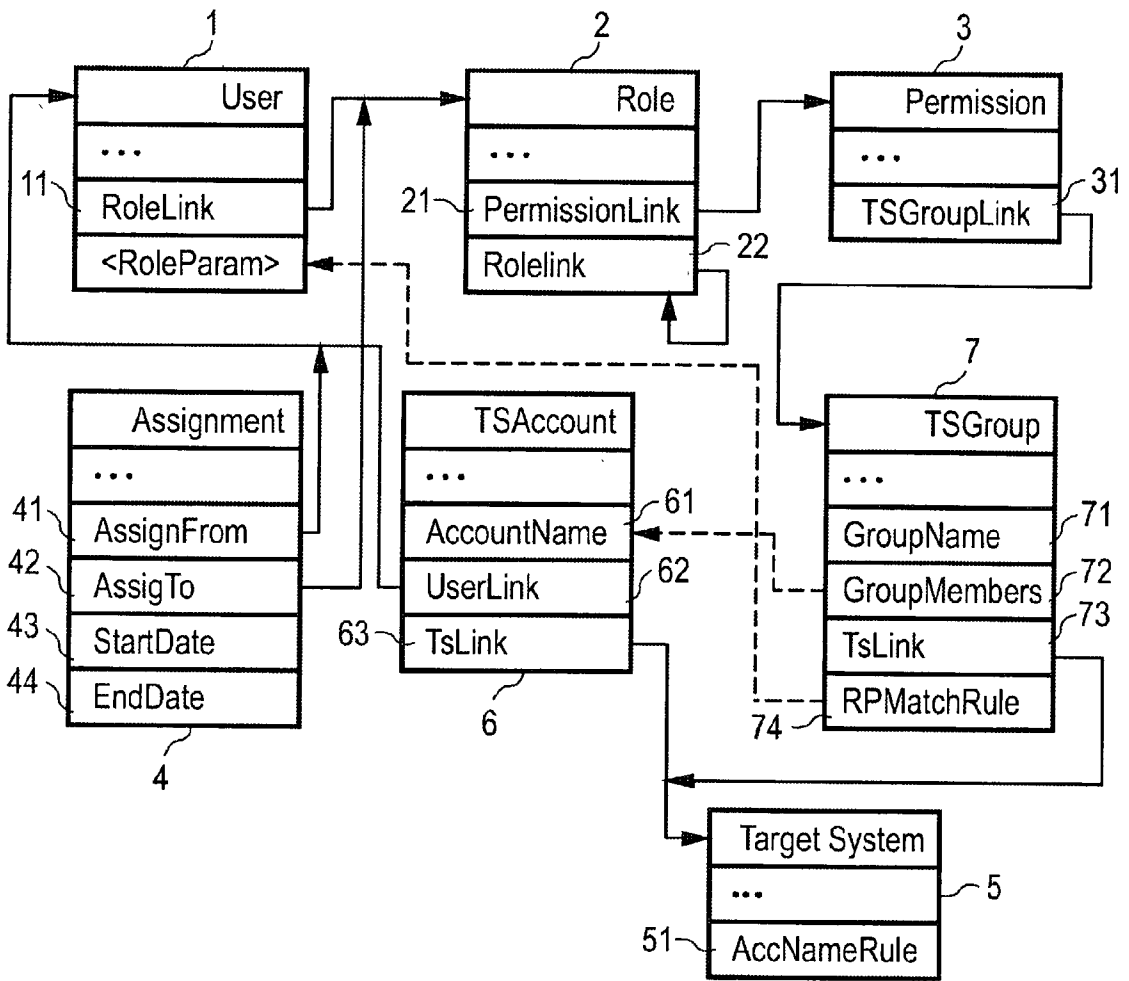 1
User
...
11
RoleLink
<RoleParam>
2
Role
...
21
PermissionLink
22
Rolelink
3
Permission
...
31
TSGroupLink
Assignment
...
41
AssignFrom
42
AssigTo
43
StartDate
44
EndDate
4
TSAccount
...
61
AccountName
UserLink
62
63
TsLink
6
7
TSGroup
...
71
GroupName
GroupMembers
72
73
TsLink
RPMatchRule
74
Target System
...
5
51
AccNameRule